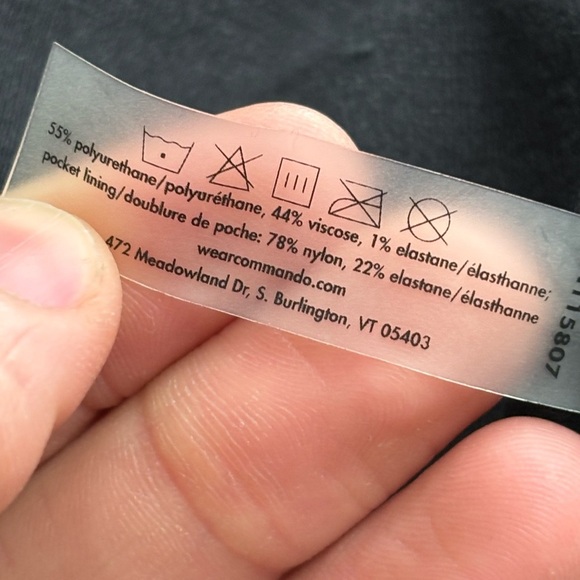 55% polyurethane/polyuréthane, 44% viscose, 1% elastane/élasthanne;
pocket lining/doublure de poche: 78% nylon, 22% elastane/élasthanne
wearcommando.com
472 Meadowland Dr, S. Burlington, VT 05403
15807